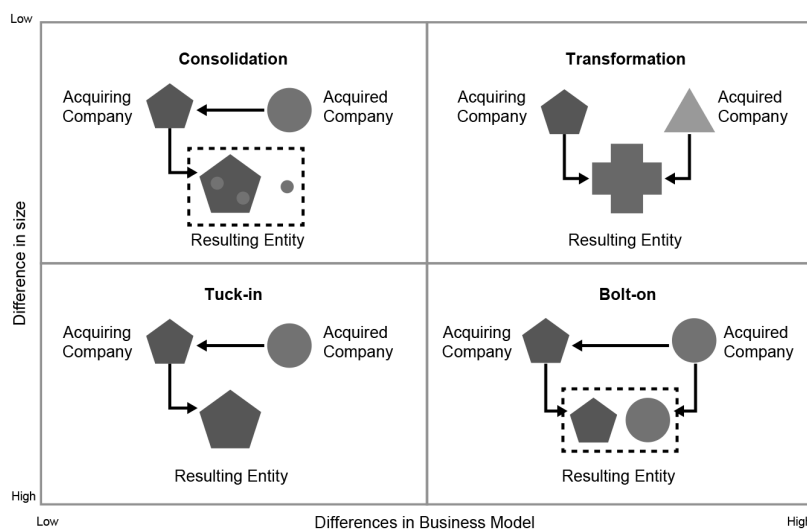 Low
Difference in size
High
Consolidation
Acquiring
Company
Acquired
Company
Resulting Entity
Transformation
Acquiring
Company
Acquired
Company
Resulting Entity
Tuck-in
Acquiring
Company
Acquired
Company
Resulting Entity
Bolt-on
Acquiring
Company
Acquired
Company
Resulting Entity
Low
Differences in Business Model
High